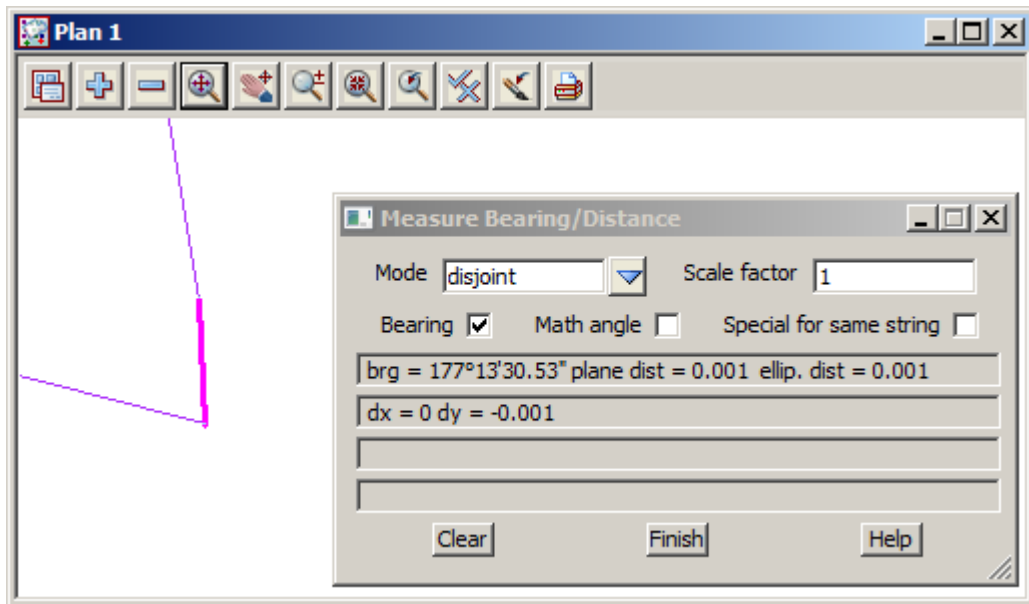 Plan 1
Measure Bearing/Distance
Mode disjoint Scale factor 1
Bearing Math angle Special for same string
brg = 177°13'30.53" plane dist = 0.001 ellip. dist = 0.001
dx = 0 dy = -0.001
Clear Finish Help